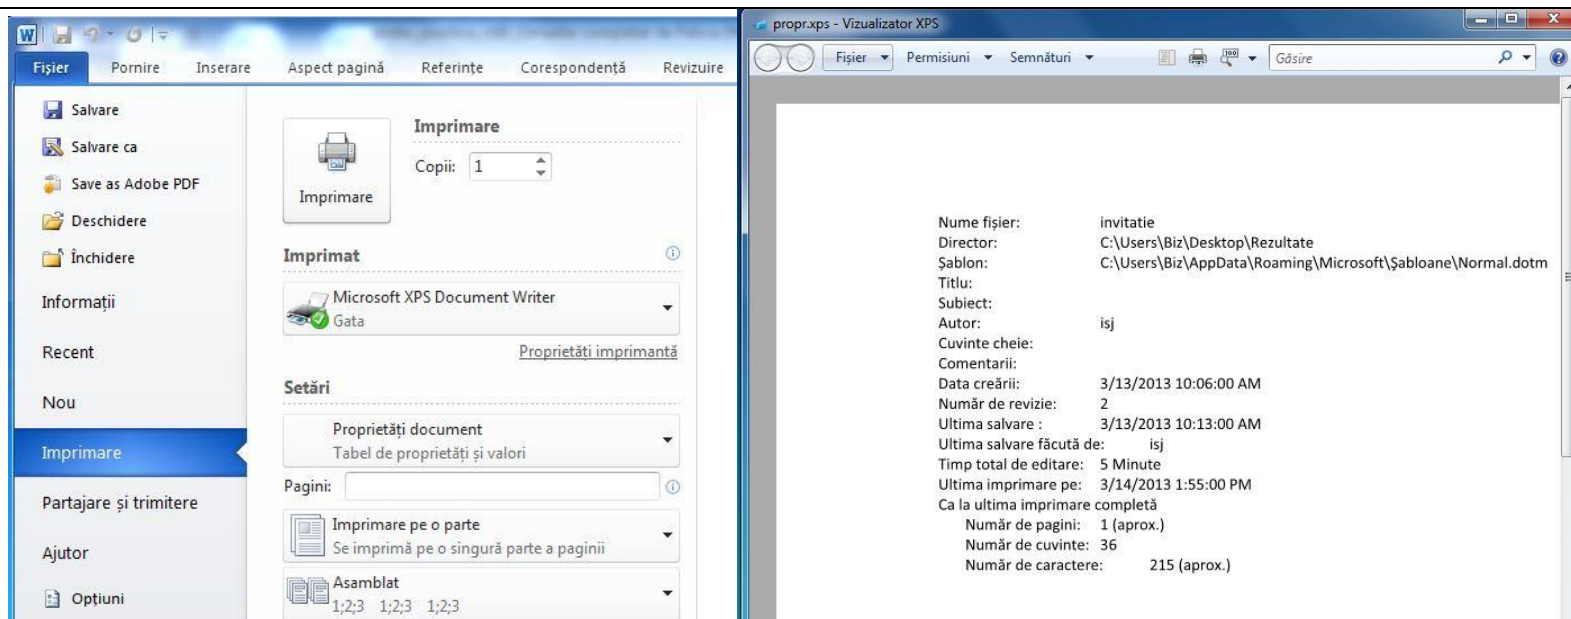 Fișier Pornire Inserare Aspect pagină Referințe Corespondență Revizuire
Salvare
Salvare ca
Save as Adobe PDF
Deschidere
Închidere
Informații
Recent
Nou
Imprimare
Partajare și trimitere
Ajutor
Opțiuni
Imprimare
Imprimare
Copii: 1
Imprimat
Microsoft XPS Document Writer
Gata
Proprietăți imprimantă
Setări
Proprietăți document
Tabel de proprietăți și valori
Pagini:
Imprimare pe o parte
Se imprimă pe o singură parte a paginii
Asamblat
1;2;3 1;2;3 1;2;3
propr.xps - Vizualizator XPS
Fișier Permisiuni Semnături Găsire
Nume fișier: invitatie
Director: C:\Users\Biz\Desktop\Rezultate
Șablon: C:\Users\Biz\AppData\Roaming\Microsoft\Șabloane\Normal.dotm
Titlu:
Subiect:
Autor: isj
Cuvinte cheie:
Comentarii:
Data creării: 3/13/2013 10:06:00 AM
Număr de revizie: 2
Ultima salvare : 3/13/2013 10:13:00 AM
Ultima salvare făcută de: isj
Timp total de editare: 5 Minute
Ultima imprimare pe: 3/14/2013 1:55:00 PM
Ca la ultima imprimare completă
Număr de pagini: 1 (aprox.)
Număr de cuvinte: 36
Număr de caractere: 215 (aprox.)